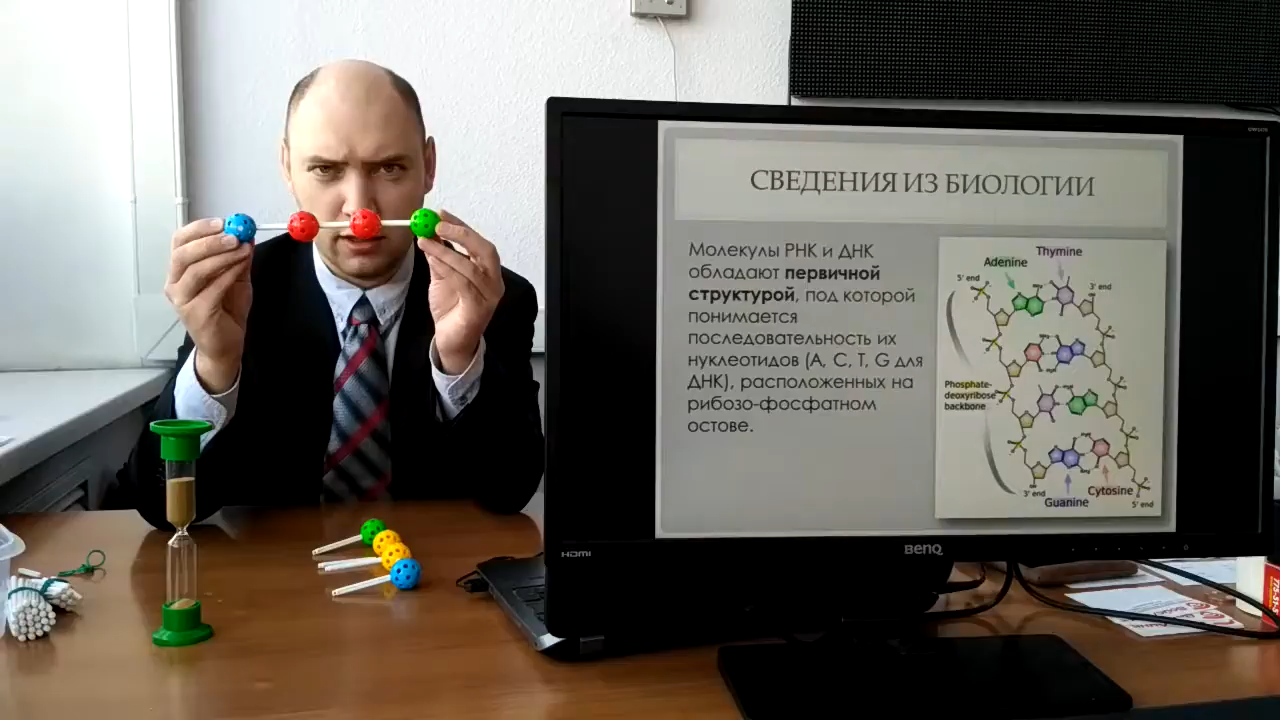 СВЕДЕНИЯ ИЗ БИОЛОГИИ
Молекулы РНК и ДНК
обладают первичной
структурой, под которой
понимается
последовательность их
нуклеотидов (A, C, T, G для
ДНК), расположенных на
рибозо-фосфатном
остове.
Thymine
Adenine
5' end
3' end
Phosphate-
deoxyribose
backbone
3' end
Cytosine
Guanine
5' end
HDMI
BenQ